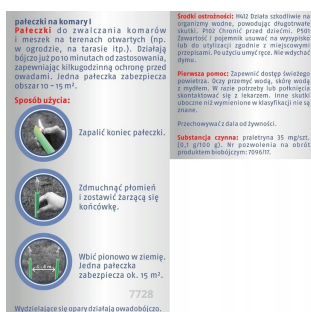 pałeczki na komary I
Pałeczki do zwalczania komarów
i meszek na terenach otwartych (np.
w ogrodzie, na tarasie itp.). Działają
bójczo już po 10 minutach od zastosowania,
zapewniając kilkugodzinną ochronę przed
owadami. Jedna pałeczka zabezpiecza
obszar 10 – 15 m².
Sposób użycia:
Zapalić koniec pałeczki.
Zdmuchnąć płomień
i zostawić żarzącą się
końcówkę.
Wbić pionowo w ziemię.
Jedna pałeczka
zabezpiecza ok. 15 m².
7728
Wydzielające się opary działają owadobójczo.
Środki ostrożności: H412 Działa szkodliwie na
organizmy wodne, powodując długotrwałe
skutki. P102 Chronić przed dziećmi. P501
Zawartość i pojemnik usuwać na wysypisko
lub do utylizacji zgodnie z miejscowymi
przepisami. Po użyciu umyć ręce. Nie wdychać
dymu.
Pierwsza pomoc: Zapewnić dostęp świeżego
powietrza. Oczy przemyć wodą, skórę wodą
z mydłem. W razie potrzeby lub połknięcia
skontaktować się z lekarzem. Inne skutki
uboczne niż wymienione w klasyfikacji nie są
znane.
Przechowywać z dala od żywności.
Substancja czynna: praletryna 35 mg/szt.
(0,1 g/100 g). Nr pozwolenia na obrót
produktem biobójczym: 7096/17.